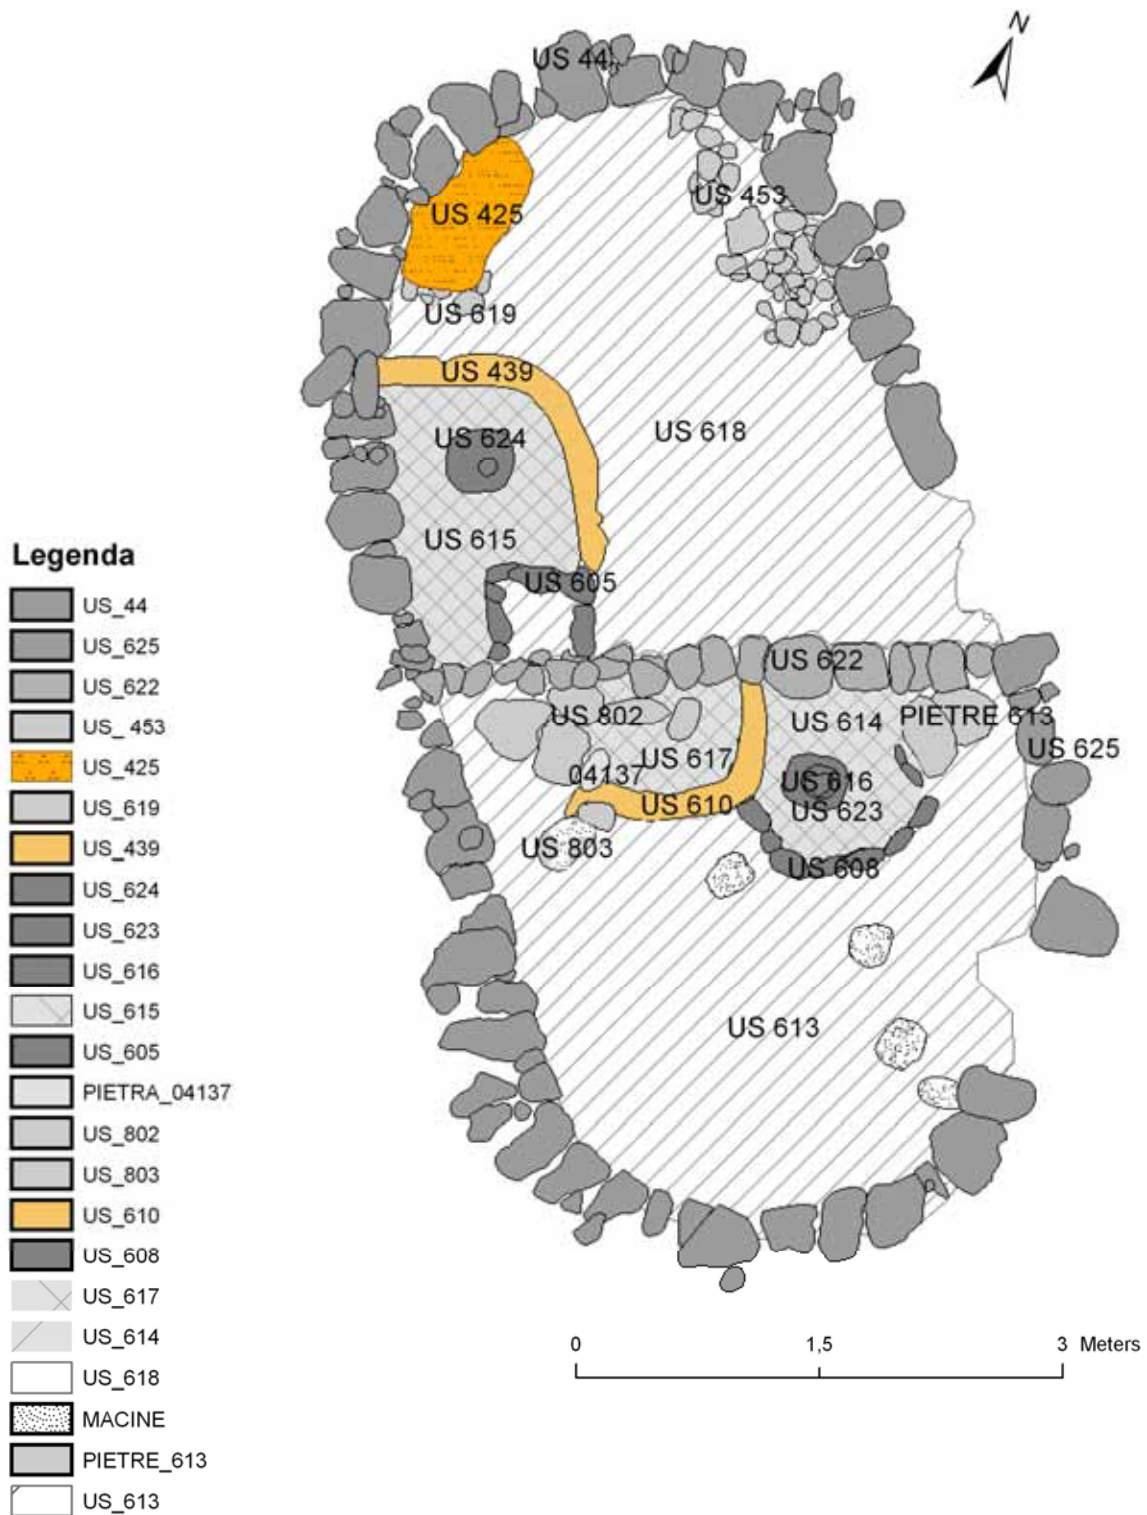 N
US 44
US 425
US 453
US 619
US 439
US 624
US 618
US 615
US 605
US 622
US 802
US 614
PIETRE 613
US 625
US 617
04137
US 616
US 610
US 623
US 803
US 608
US 613
Legenda
US_44
US_625
US_622
US_ 453
US_425
US_619
US_439
US_624
US_623
US_616
US_615
US_605
PIETRA_04137
US_802
US_803
US_610
US_608
US_617
US_614
US_618
MACINE
PIETRE_613
US_613
0 1,5 3 Meters